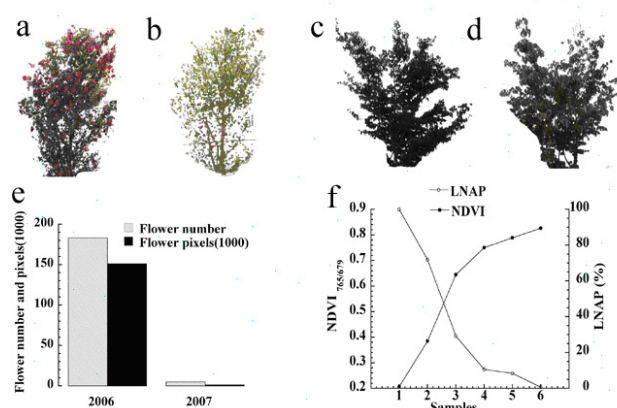 a
b
c
d
e
f
Flower number and pixels(1000)
200
150
100
50
0
Flower number
Flower pixels(1000)
2006
2007
LNAP
NDVI
NDVI 765/679
0.9
0.8
0.7
0.6
0.5
0.4
0.3
0.2
100
80
60
40
20
0
LNAP (%)
1 2 3 4 5 6
Samples